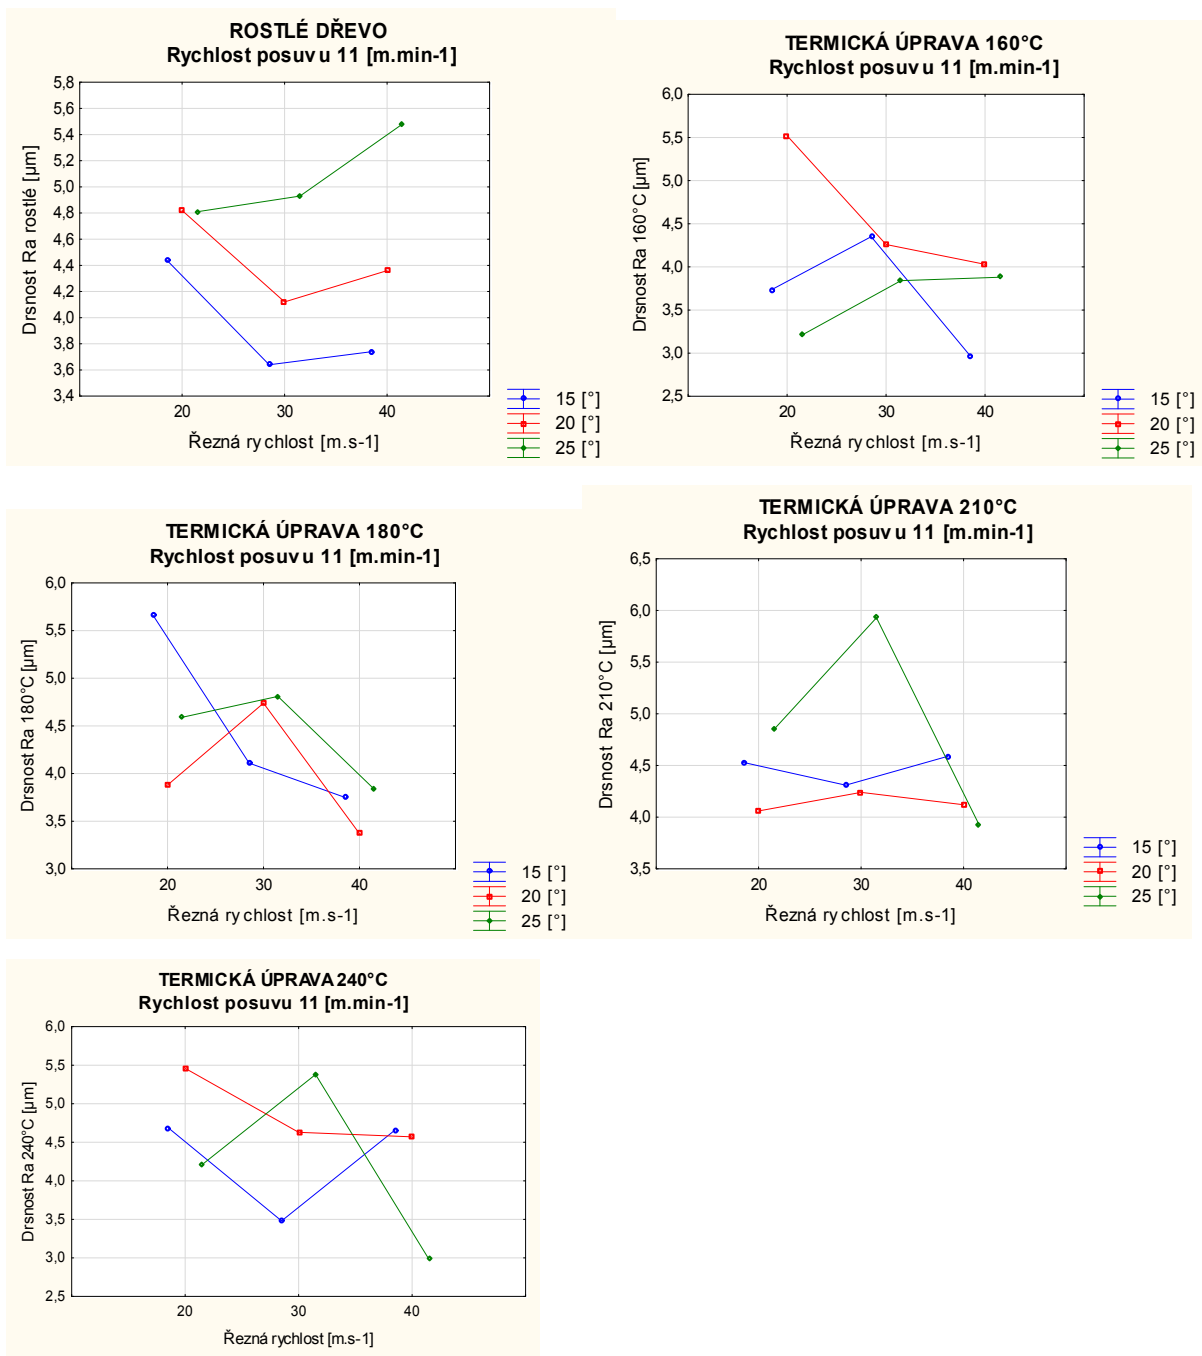 ROSTLÉ DŘEVO
Rychlost posuvu 11 [m.min-1]
5,8
5,6
5,4
5,2
5,0
4,8
4,6
4,4
4,2
4,0
3,8
3,6
3,4
Drsnost Ra rostlé [µm]
20 30 40
Řezná rychlost [m.s-1]
15 [°]
20 [°]
25 [°]
TERMICKÁ ÚPRAVA 160°C
Rychlost posuvu 11 [m.min-1]
6,0
5,5
5,0
4,5
4,0
3,5
3,0
2,5
Drsnost Ra 160°C [µm]
20 30 40
Řezná rychlost [m.s-1]
15 [°]
20 [°]
25 [°]
TERMICKÁ ÚPRAVA 180°C
Rychlost posuvu 11 [m.min-1]
6,0
5,5
5,0
4,5
4,0
3,5
3,0
Drsnost Ra 180°C [µm]
20 30 40
Řezná rychlost [m.s-1]
15 [°]
20 [°]
25 [°]
TERMICKÁ ÚPRAVA 210°C
Rychlost posuvu 11 [m.min-1]
6,5
6,0
5,5
5,0
4,5
4,0
3,5
Drsnost Ra 210°C [µm]
20 30 40
Řezná rychlost [m.s-1]
15 [°]
20 [°]
25 [°]
TERMICKÁ ÚPRAVA 240°C
Rychlost posuvu 11 [m.min-1]
6,0
5,5
5,0
4,5
4,0
3,5
3,0
2,5
Drsnost Ra 240°C [µm]
20 30 40
Řezná rychlost [m.s-1]